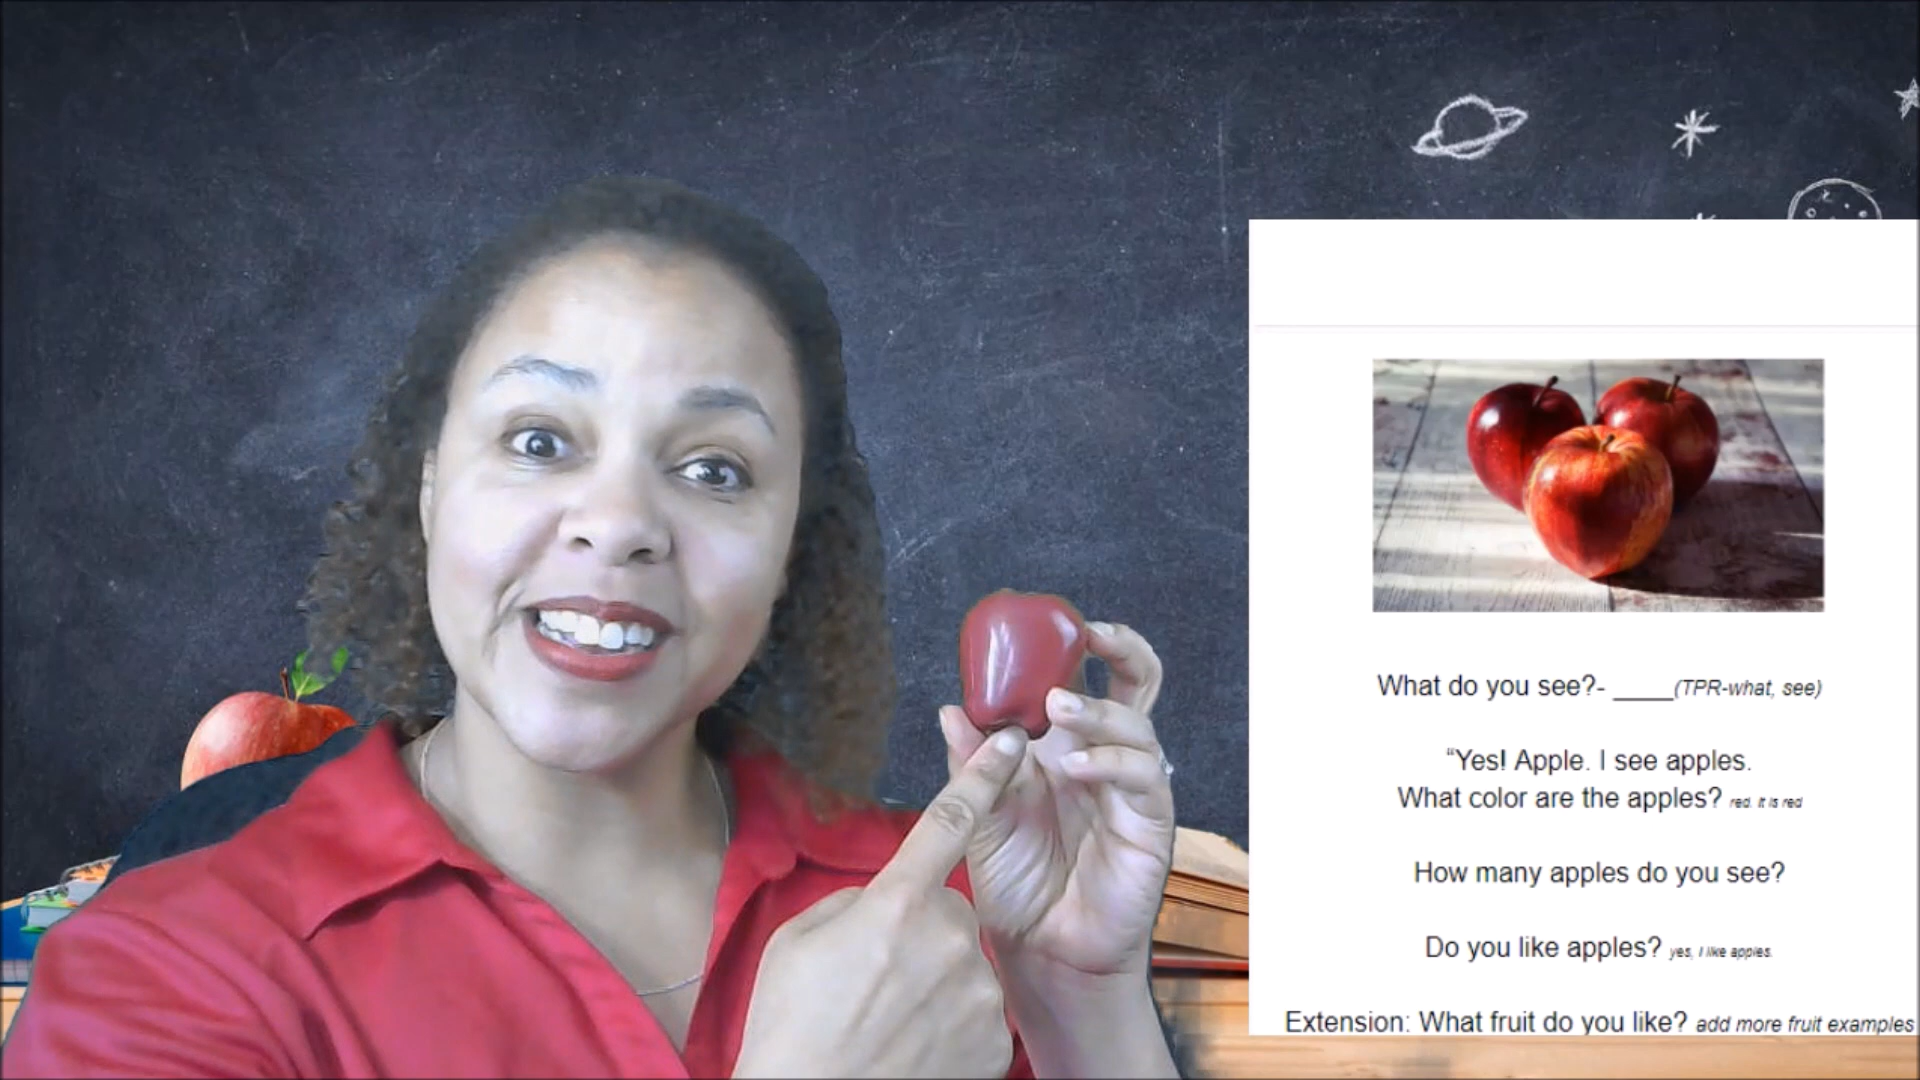 What do you see?- _____(TPR-what, see)
“Yes! Apple. I see apples.
What color are the apples? red. It is red
How many apples do you see?
Do you like apples? yes, I like apples.
Extension: What fruit do you like? add more fruit examples